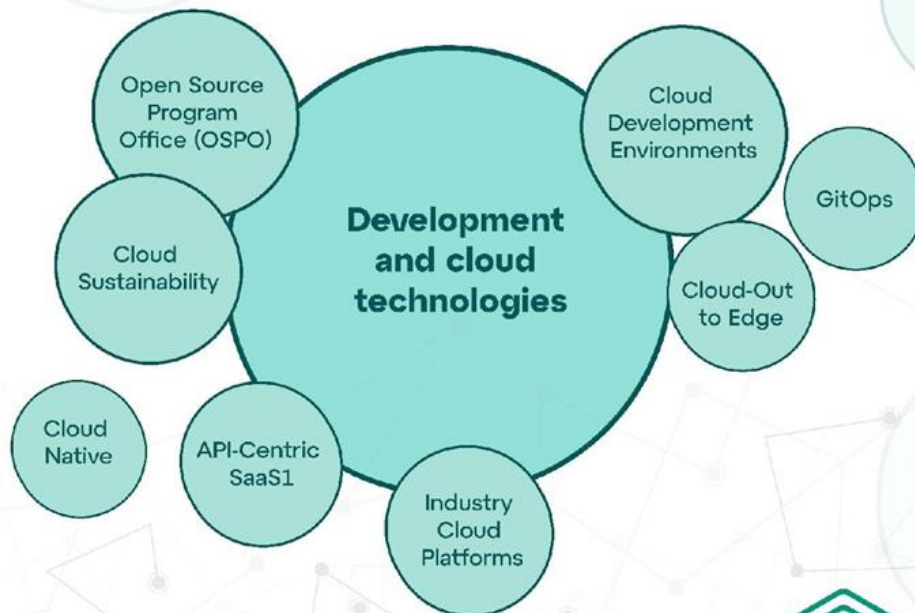 Open Source
Program
Office (OSPO)
Cloud
Development
Environments
GitOps
Development
and cloud
technologies
Cloud
Sustainability
Cloud-Out
to Edge
Cloud
Native
API-Centric
SaaS1
Industry
Cloud
Platforms